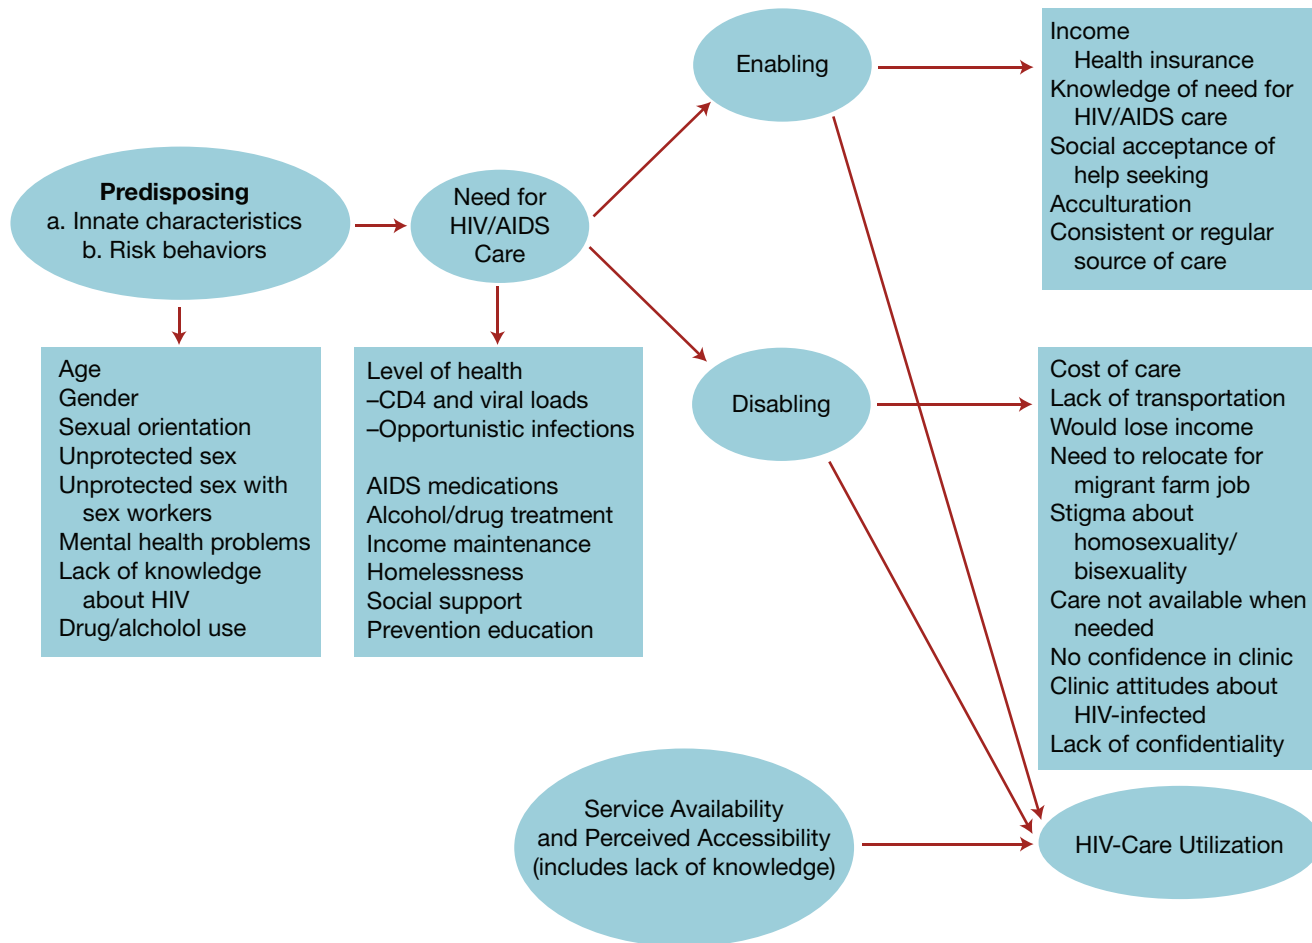 Enabling
Income
Health insurance
Knowledge of need for
HIV/AIDS care
Social acceptance of
help seeking
Acculturation
Consistent or regular
source of care
Predisposing
a. Innate characteristics
b. Risk behaviors
Need for
HIV/AIDS
Care
Age
Gender
Sexual orientation
Unprotected sex
Unprotected sex with
sex workers
Mental health problems
Lack of knowledge
about HIV
Drug/alcholol use
Level of health
–CD4 and viral loads
–Opportunistic infections
AIDS medications
Alcohol/drug treatment
Income maintenance
Homelessness
Social support
Prevention education
Disabling
Cost of care
Lack of transportation
Would lose income
Need to relocate for
migrant farm job
Stigma about
homosexuality/
bisexuality
Care not available when
needed
No confidence in clinic
Clinic attitudes about
HIV-infected
Lack of confidentiality
Service Availability
and Perceived Accessibility
(includes lack of knowledge)
HIV-Care Utilization